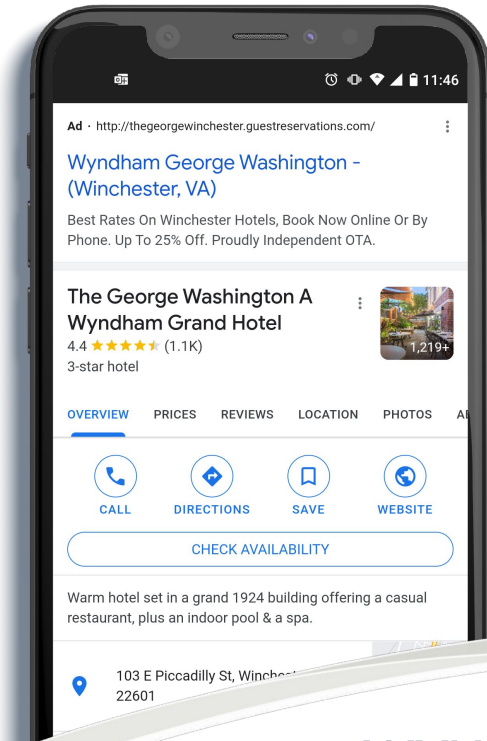 11:46
Ad · http://thegeorgewinchester.guestreservations.com/
Wyndham George Washington -
(Winchester, VA)
Best Rates On Winchester Hotels, Book Now Online Or By
Phone. Up To 25% Off. Proudly Independent OTA.
The George Washington A
Wyndham Grand Hotel
4.4 (1.1K)
1,219+
3-star hotel
OVERVIEW PRICES REVIEWS LOCATION PHOTOS
CALL DIRECTIONS SAVE WEBSITE
CHECK AVAILABILITY
Warm hotel set in a grand 1924 building offering a casual
restaurant, plus an indoor pool & a spa.
103 E Piccadilly St,
22601